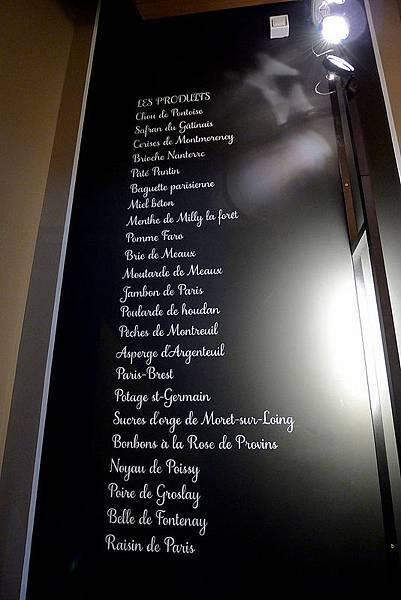 LES PRODUITS
Chou de Pontoise
Safran du Gâtinais
Cerises de Montmorency
Brioche Nanterre
Pâté Pantin
Baguette parisienne
Miel béton
Menthe de Milly la foret
Pomme Faro
Brie de Meaux
Moutarde de Meaux
Jambon de Paris
Poularde de houdan
Pêches de Montreuil
Asperge d'Argenteuil
Paris-Brest
Potage st-Germain
Sucres d'orge de Moret-sur-Loing
Bonbons à la Rose de Provins
Noyau de Poissy
Poire de Groslay
Belle de Fontenay
Raisin de Paris